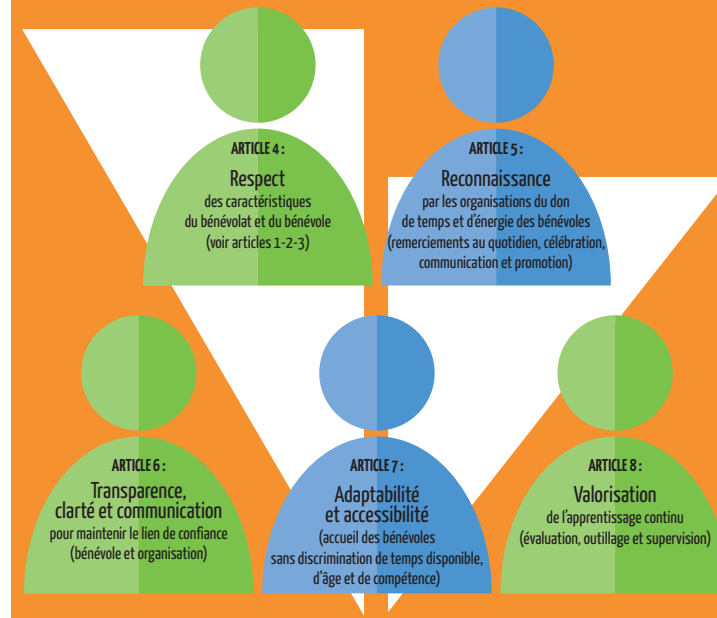 ARTICLE 4 :
Respect
des caractéristiques
du bénévolat et du bénévole
(voir articles 1-2-3)
ARTICLE 5 :
Reconnaissance
par les organisations du don
de temps et d'énergie des bénévoles
(remerciements au quotidien, célébration,
communication et promotion)
ARTICLE 6 :
Transparence,
clarté et communication
pour maintenir le lien de confiance
(bénévole et organisation)
ARTICLE 7 :
Adaptabilité
et accessibilité
(accueil des bénévoles
sans discrimination de temps disponible,
d'âge et de compétence)
ARTICLE 8 :
Valorisation
de l'apprentissage continu
(évaluation, outillage et supervision)